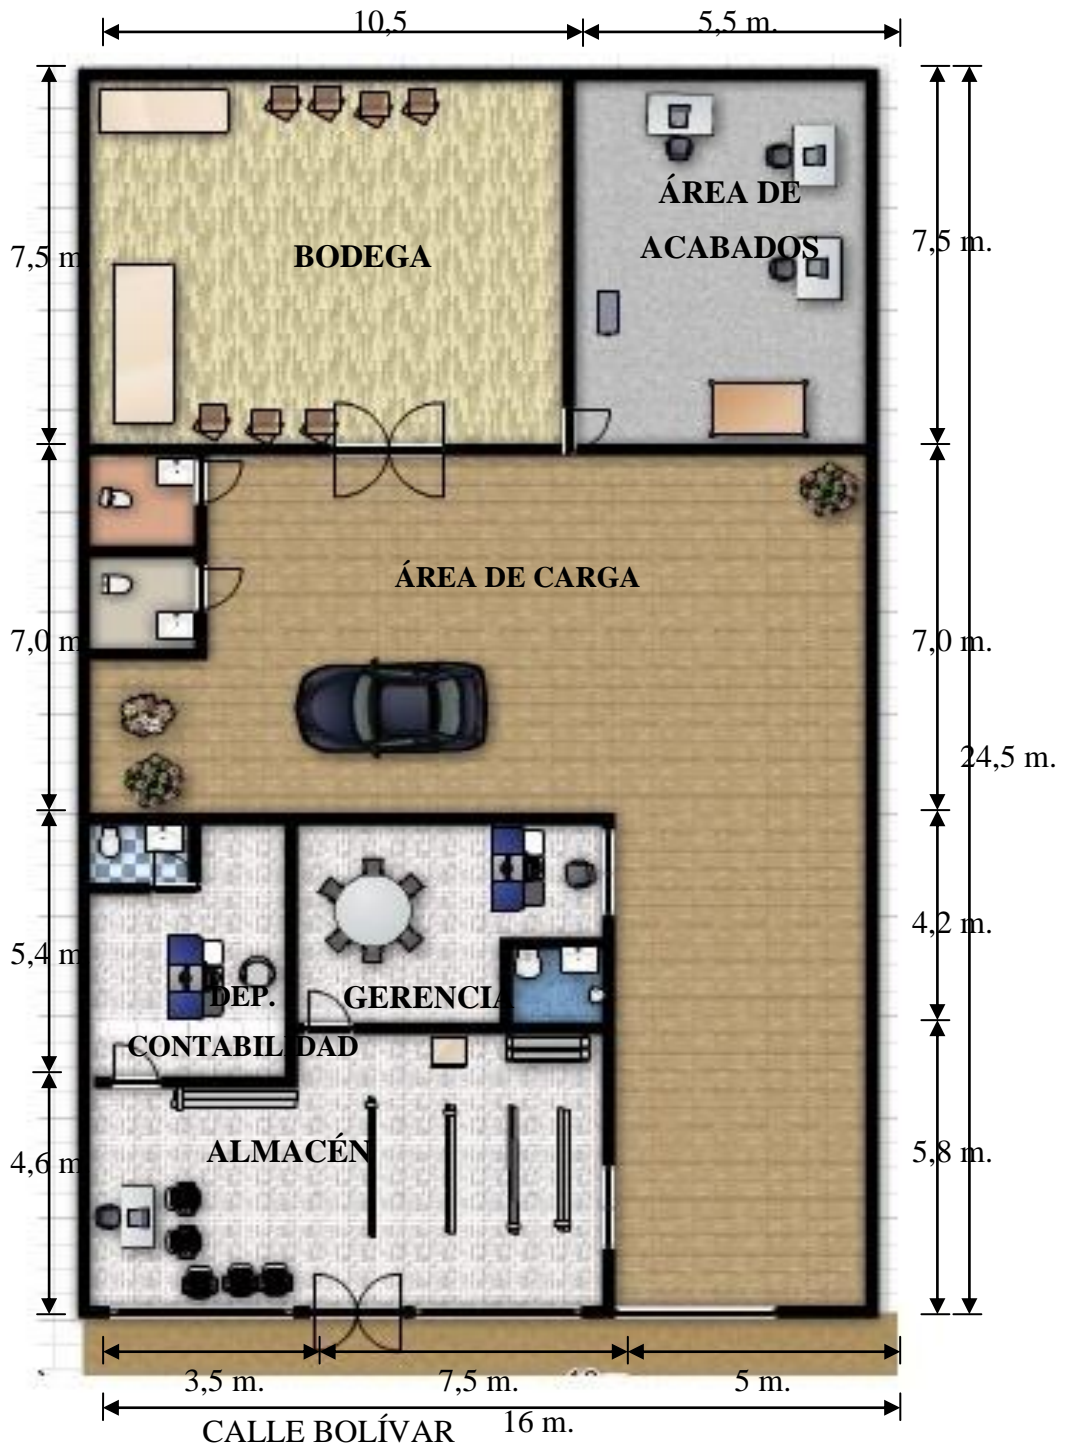 10,5
5,5 m.
ÁREA DE
ACABADOS
7,5 m
BODEGA
7,5 m.
ÁREA DE CARGA
7,0 m
7,0 m.
24,5 m.
4,2 m.
5,4 m
DEP.
CONTABILIDAD
GERENCIA
ALMACÉN
4,6 m
5,8 m.
3,5 m.
7,5 m.
5 m.
16 m.
CALLE BOLÍVAR